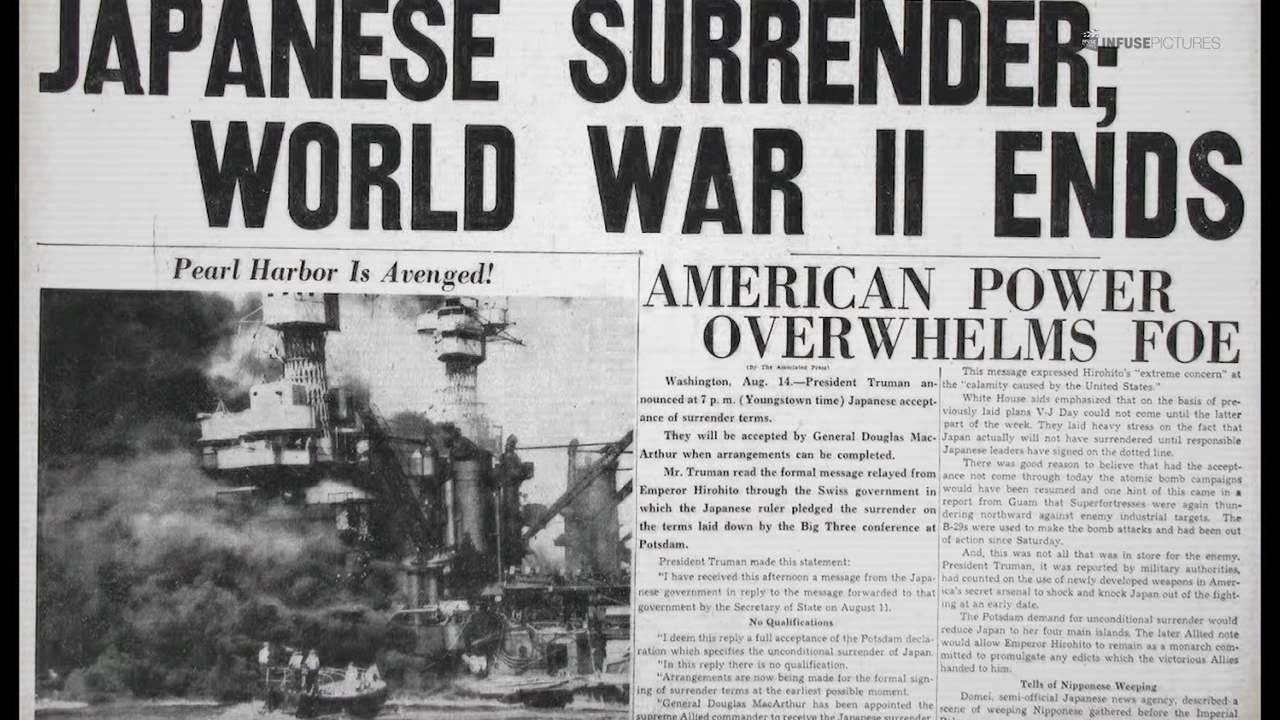 JAPANESE SURRENDER;
WORLD WAR II ENDS
INFUSEPICTURES
Pearl Harbor Is Avenged!
AMERICAN POWER
OVERWHELMS FOE
(By The Associated Press)
Washington, Aug. 14.—President Truman an-
nounced at 7 p. m. (Youngstown time) Japanese accept-
ance of surrender terms.
They will be accepted by General Douglas Mac-
Arthur when arrangements can be completed.
Mr. Truman read the formal message relayed from
Emperor Hirohito through the Swiss government in
which the Japanese ruler pledged the surrender on
the terms laid down by the Big Three conference at
Potsdam.
President Truman made this statement:
"I have received this afternoon a message from the Japa-
nese government in reply to the message forwarded to that
government by the Secretary of State on August 11.
No Qualifications
"I deem this reply a full acceptance of the Potsdam decla-
ration which specifies the unconditional surrender of Japan.
"In this reply there is no qualification.
"Arrangements are now being made for the formal sign-
ing of surrender terms at the earliest possible moment.
"General Douglas MacArthur has been appointed the
supreme Allied commander to receive the Japanese surrender
This message expressed Hirohito's "extreme concern" at
the "calamity caused by the United States."
White House aids emphasized that on the basis of pre-
viously laid plans V-J Day could not come until the latter
part of the week. They laid heavy stress on the fact that
Japan actually will not have surrendered until responsible
Japanese leaders have signed on the dotted line.
There was good reason to believe that had the accept-
ance not come through today the atomic bomb campaigns
would have been resumed and one hint of this came in a
report from Guam that Superfortresses were again thun-
dering northward against enemy industrial targets. The
B-29s were used to make the bomb attacks and had been out
of action since Saturday.
And, this was not all that was in store for the enemy.
President Truman, it was reported by military authorities,
had counted on the use of newly developed weapons in Amer-
ica's secret arsenal to shock and knock Japan out of the fight-
ing at an early date.
The Potsdam demand for unconditional surrender would
reduce Japan to her four main islands. The later Allied note
would allow Emperor Hirohito to remain as a monarch com-
mitted to promulgate any edicts which the victorious Allies
handed to him.
Tells of Nipponese Weeping
Domei, semi-official Japanese news agency, described a
scene of weeping Nipponese gathered before the Imperial